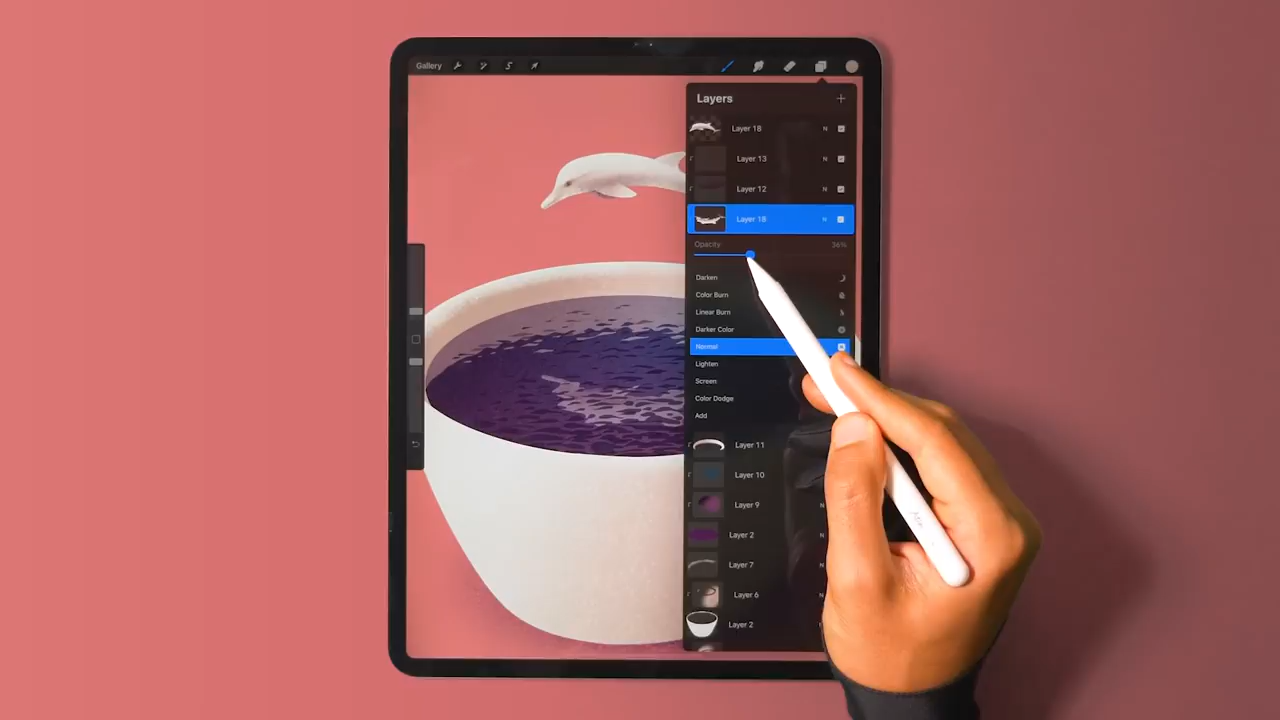 Gallery
Layers
Layer 18 N
Layer 13 N
Layer 12 N
Layer 18 N
Opacity 36%
Darken
Color Burn
Linear Burn
Darker Color
Normal N
Lighten
Screen
Color Dodge
Add
Layer 11
Layer 10
Layer 9 N
Layer 2 N
Layer 7 N
Layer 6 N
Layer 2